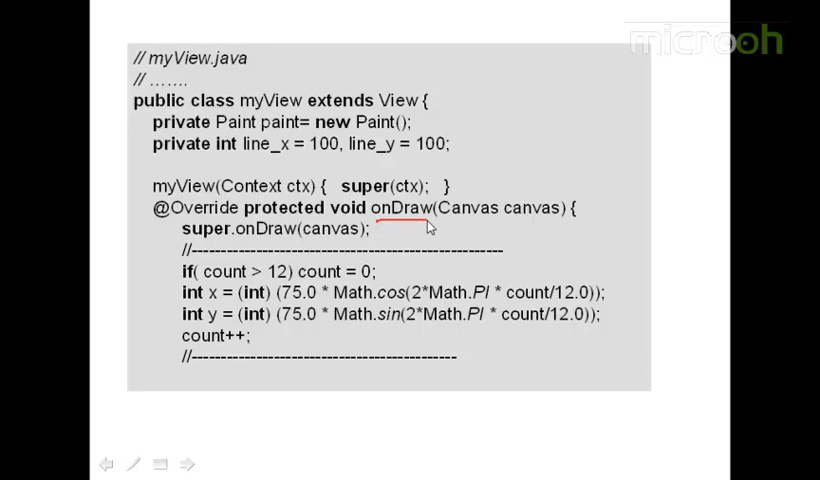 microoh
// myView.java
// …….
public class myView extends View {
private Paint paint= new Paint();
private int line_x = 100, line_y = 100;
myView(Context ctx) { super(ctx); }
@Override protected void onDraw(Canvas canvas) {
super.onDraw(canvas);
//------------------------------------------------------
if( count > 12) count = 0;
int x = (int) (75.0 * Math.cos(2*Math.PI * count/12.0));
int y = (int) (75.0 * Math.sin(2*Math.PI * count/12.0));
count++;
//----------------------------------------------